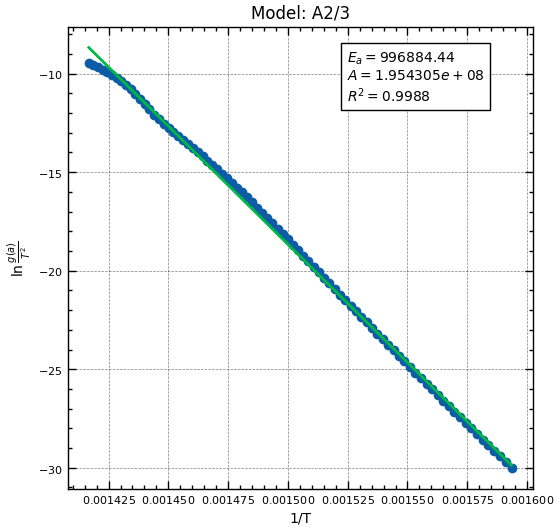 Model: A2/3
E_a = 996884.44
A = 1.954305e + 08
R² = 0.9988
ln g(a)/T²
−10
−15
−20
−25
−30
0.001425 0.001450 0.001475 0.001500 0.001525 0.001550 0.001575 0.001600
1/T